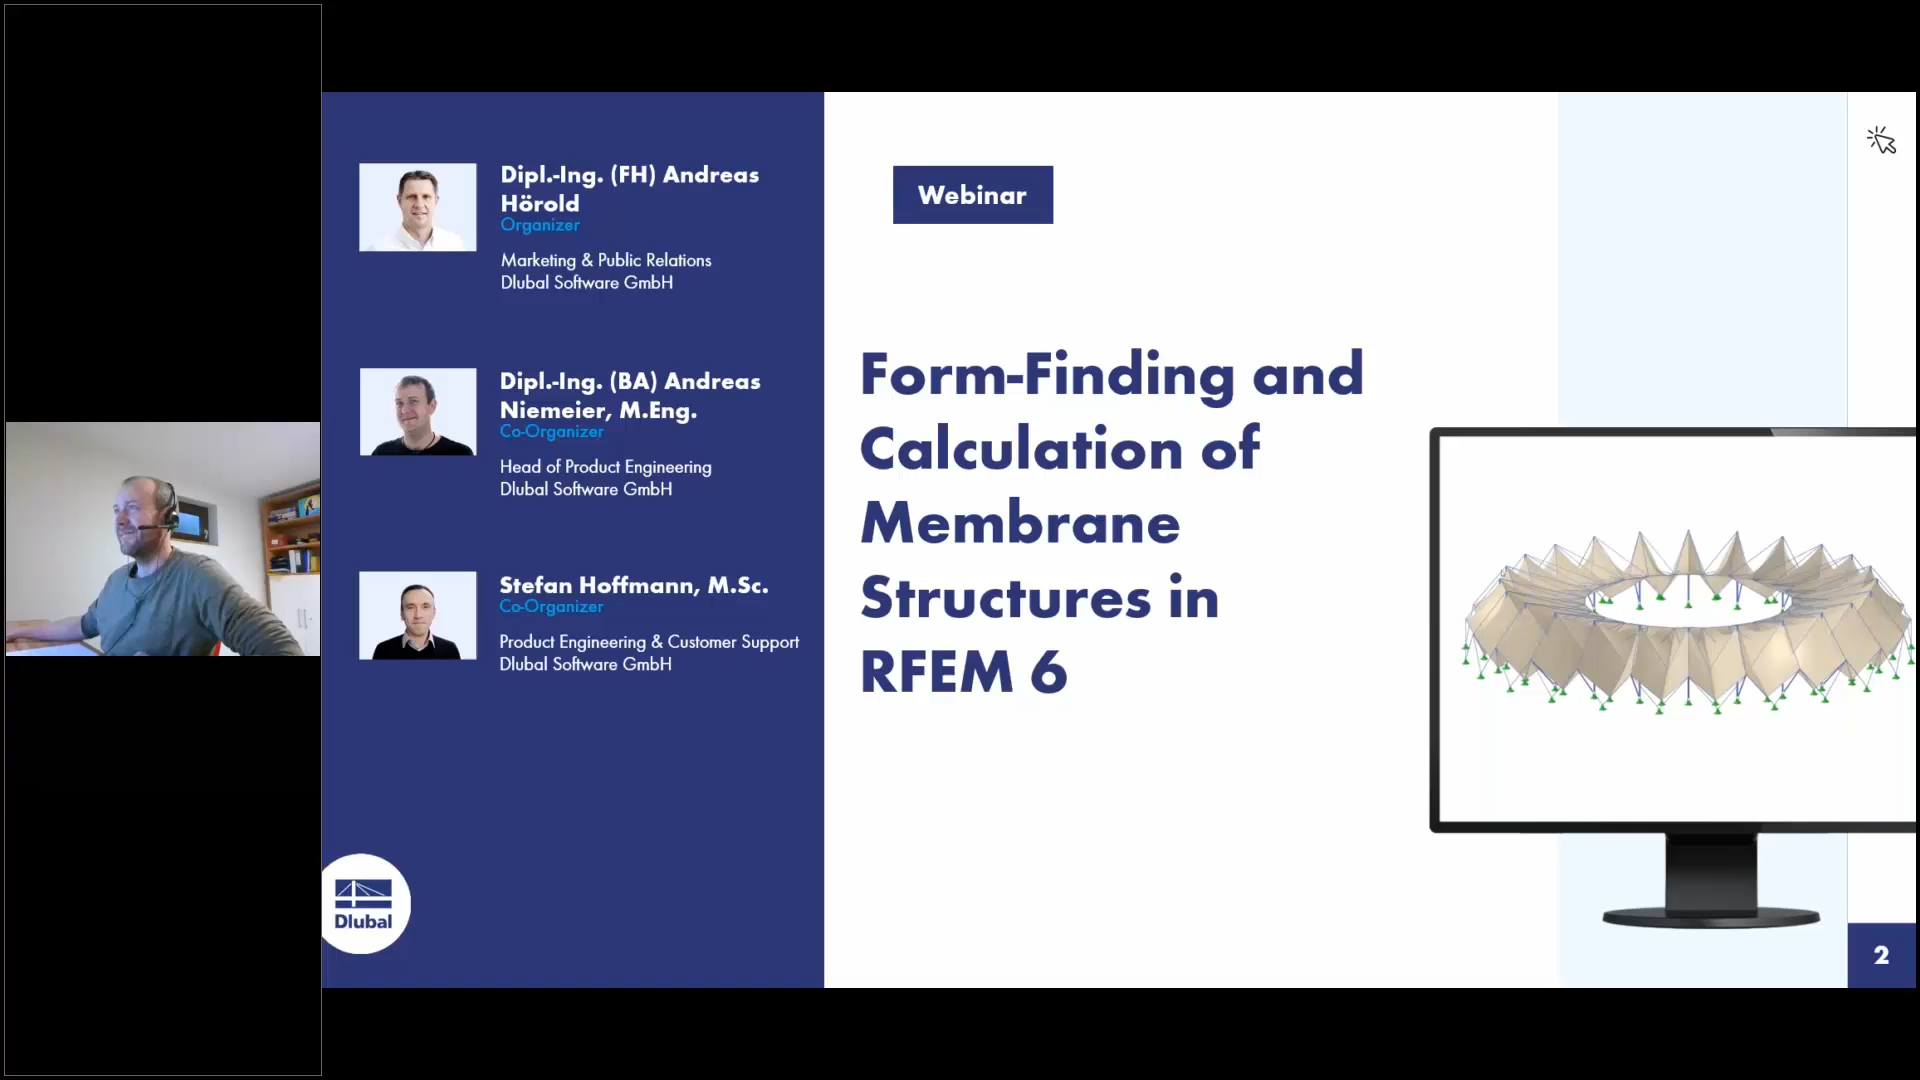 Dipl.-Ing. (FH) Andreas
Hörold
Organizer
Marketing & Public Relations
Dlubal Software GmbH
Dipl.-Ing. (BA) Andreas
Niemeier, M.Eng.
Co-Organizer
Head of Product Engineering
Dlubal Software GmbH
Stefan Hoffmann, M.Sc.
Co-Organizer
Product Engineering & Customer Support
Dlubal Software GmbH
Dlubal
Webinar
Form-Finding and
Calculation of
Membrane
Structures in
RFEM 6
2